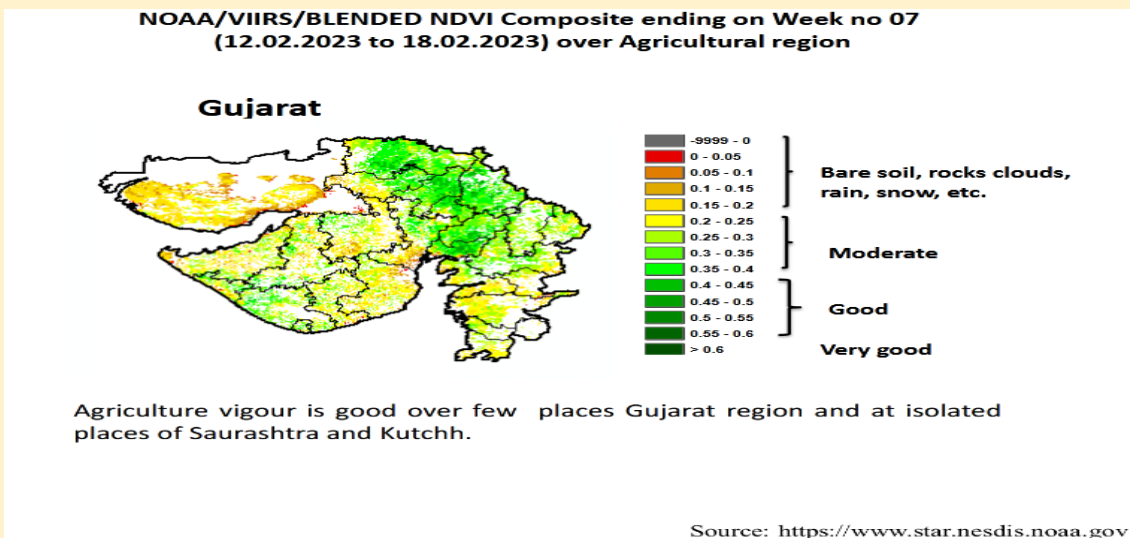 NOAA/VIIRS/BLENDED NDVI Composite ending on Week no 07
(12.02.2023 to 18.02.2023) over Agricultural region
Gujarat
-9999 - 0
0 - 0.05
0.05 - 0.1
0.1 - 0.15
0.15 - 0.2
0.2 - 0.25
0.25 - 0.3
0.3 - 0.35
0.35 - 0.4
0.4 - 0.45
0.45 - 0.5
0.5 - 0.55
0.55 - 0.6
> 0.6
Bare soil, rocks clouds,
rain, snow, etc.
Moderate
Good
Very good
Agriculture vigour is good over few places Gujarat region and at isolated
places of Saurashtra and Kutchh.
Source: https://www.star.nesdis.noaa.gov